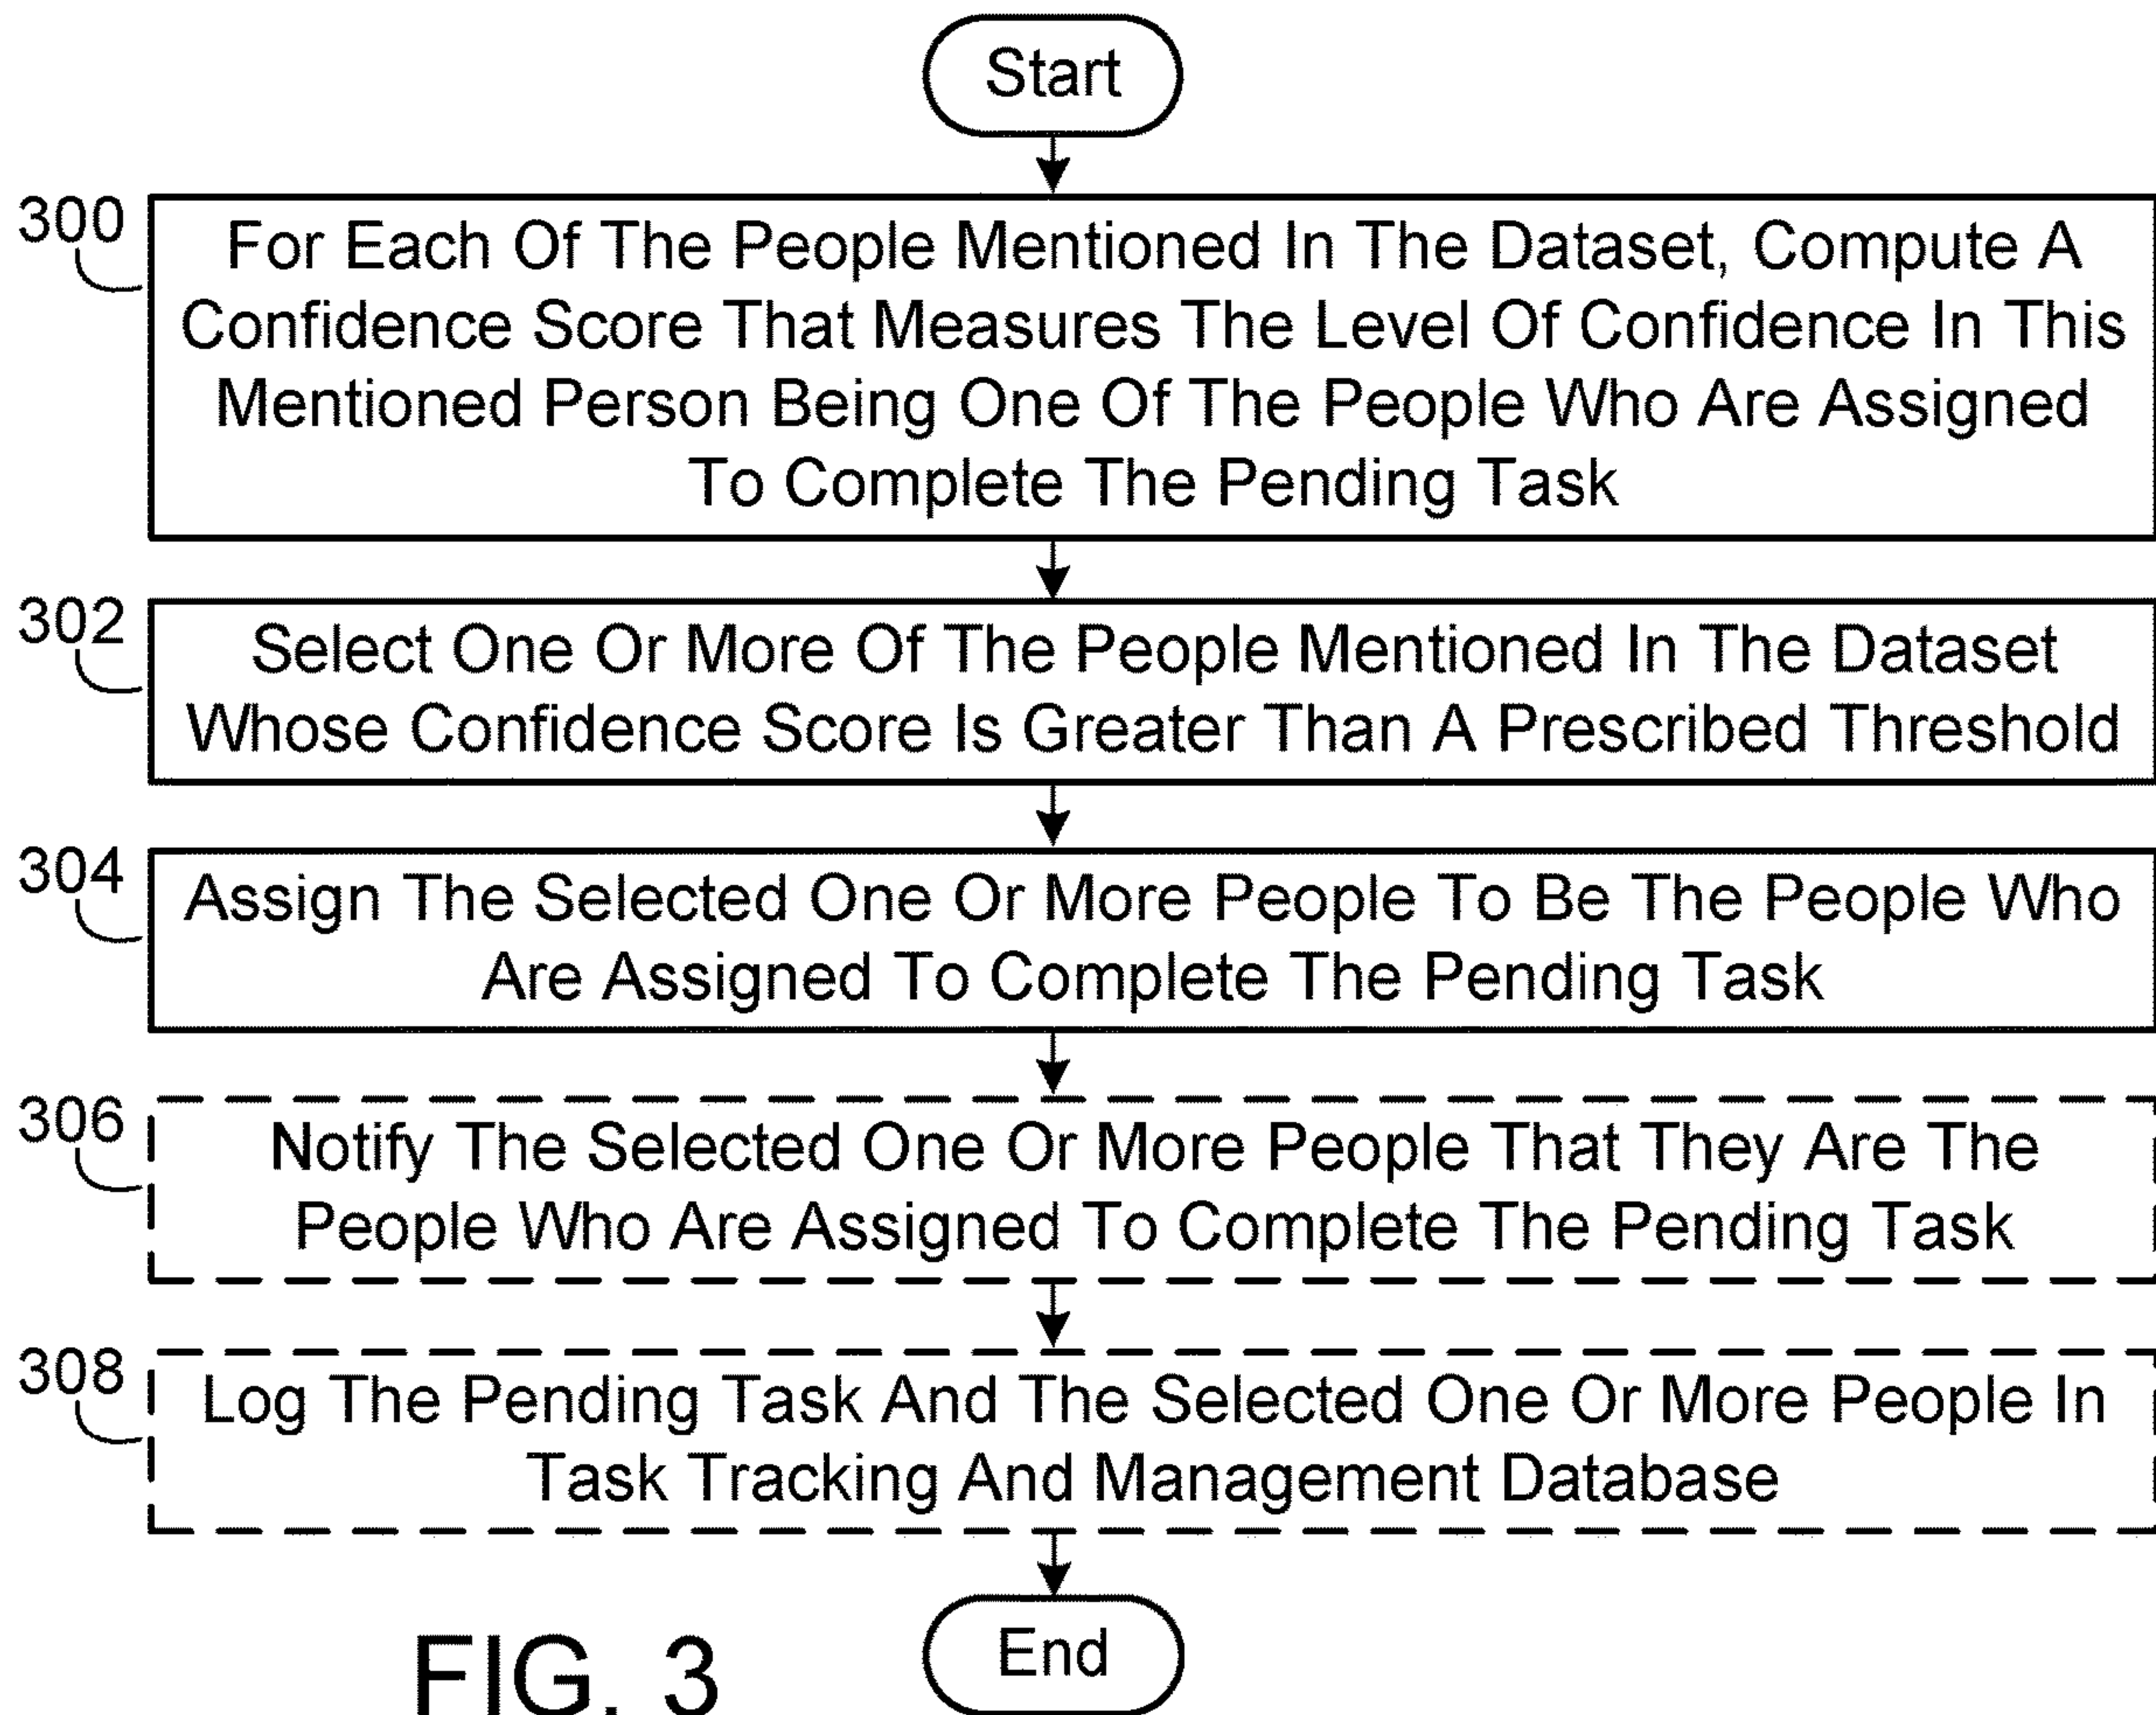 Start
300
For Each Of The People Mentioned In The Dataset, Compute A
Confidence Score That Measures The Level Of Confidence In This
Mentioned Person Being One Of The People Who Are Assigned
To Complete The Pending Task
302
Select One Or More Of The People Mentioned In The Dataset
Whose Confidence Score Is Greater Than A Prescribed Threshold
304
Assign The Selected One Or More People To Be The People Who
Are Assigned To Complete The Pending Task
306
Notify The Selected One Or More People That They Are The
People Who Are Assigned To Complete The Pending Task
308
Log The Pending Task And The Selected One Or More People In
Task Tracking And Management Database
End
FIG. 3